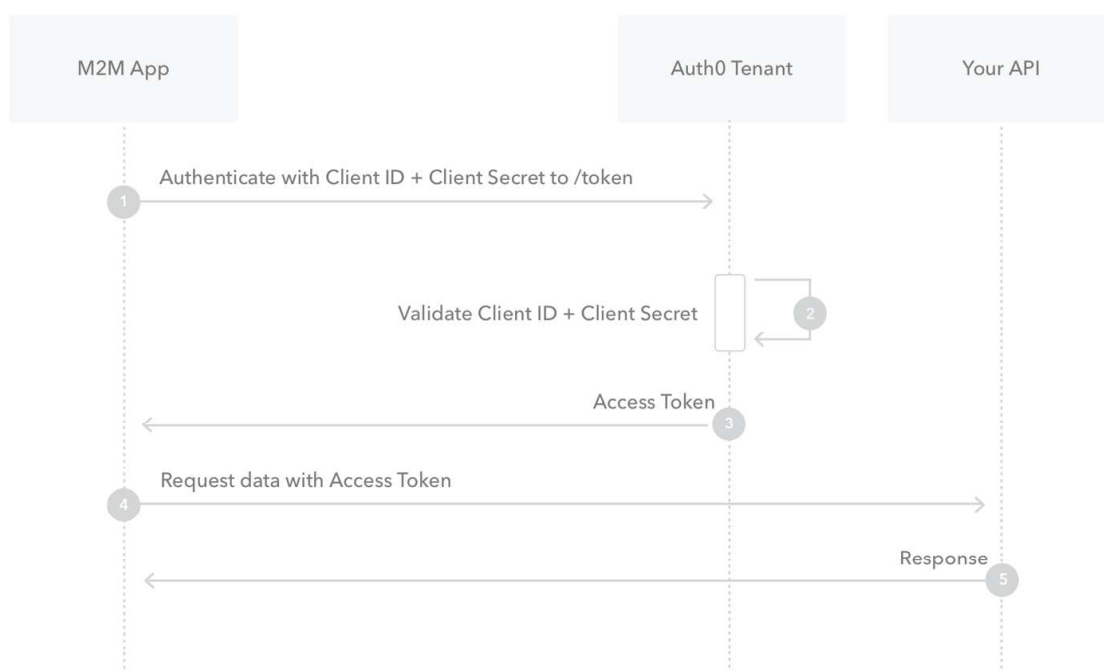 M2M App
Auth0 Tenant
Your API
Authenticate with Client ID + Client Secret to /token
1
Validate Client ID + Client Secret
2
Access Token
3
Request data with Access Token
4
Response
5